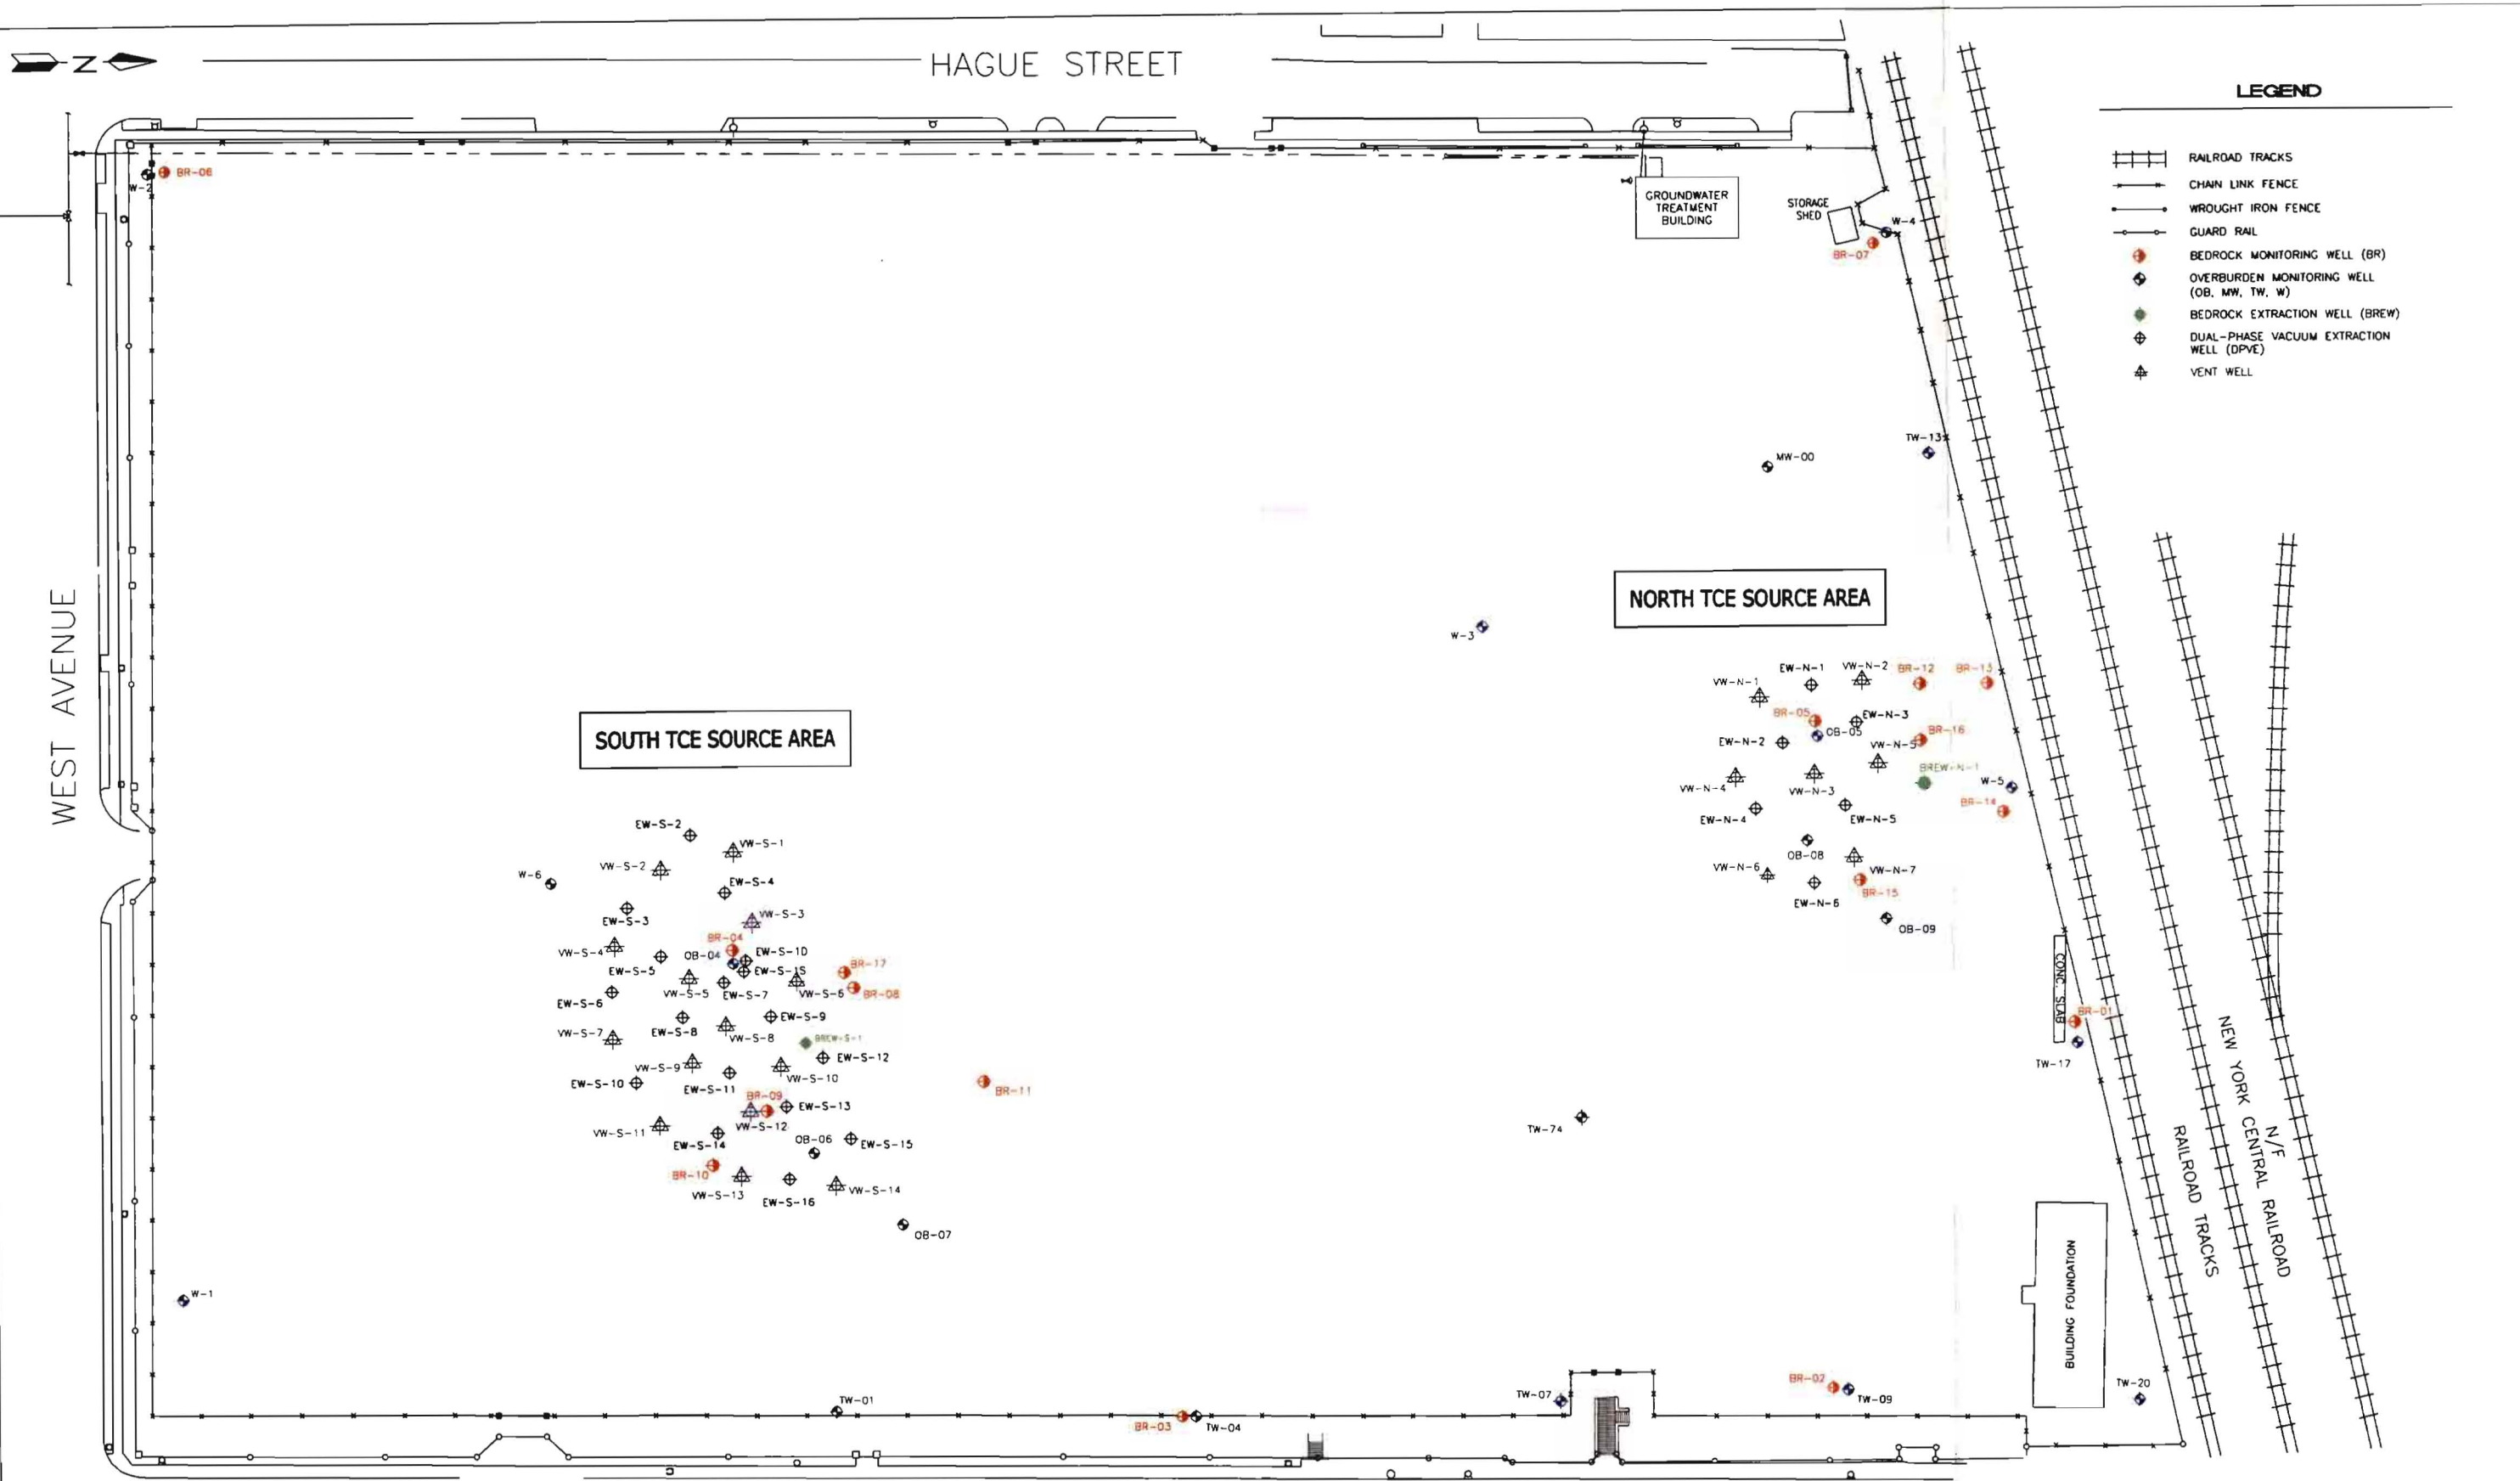 N
HAGUE STREET
LEGEND
RAILROAD TRACKS
CHAIN LINK FENCE
WROUGHT IRON FENCE
GUARD RAIL
BEDROCK MONITORING WELL (BR)
OVERBURDEN MONITORING WELL
(OB, MW, TW, W)
BEDROCK EXTRACTION WELL (BREW)
DUAL-PHASE VACUUM EXTRACTION
WELL (DPVE)
VENT WELL
W-2
BR-06
GROUNDWATER
TREATMENT
BUILDING
STORAGE
SHED
W-4
BR-07
TW-13
MW-00
WEST AVENUE
NORTH TCE SOURCE AREA
W-3
EW-N-1
VW-N-2
BR-12
BR-13
VW-N-1
BR-05
EW-N-3
OB-05
BR-16
EW-N-2
VW-N-5
BREW-N-1
W-5
VW-N-4
VW-N-3
BR-14
EW-N-4
EW-N-5
OB-08
VW-N-6
VW-N-7
BR-15
EW-N-6
OB-09
SOUTH TCE SOURCE AREA
EW-S-2
VW-S-1
VW-S-2
W-6
EW-S-4
EW-S-3
VW-S-3
BR-04
VW-S-4
OB-04
EW-S-1D
EW-S-5
EW-S-1S
BR-17
EW-S-6
VW-S-5
EW-S-7
VW-S-6
BR-08
EW-S-9
VW-S-7
EW-S-8
VW-S-8
BREW-S-1
EW-S-12
VW-S-9
EW-S-10
EW-S-11
VW-S-10
BR-11
BR-09
EW-S-13
VW-S-12
VW-S-11
EW-S-14
OB-06
EW-S-15
BR-10
VW-S-13
EW-S-16
VW-S-14
OB-07
W-1
TW-74
CONC. SLAB
BR-01
TW-17
RAILROAD TRACKS
NEW YORK CENTRAL RAILROAD
N/F
BUILDING FOUNDATION
TW-01
BR-03
TW-04
TW-07
BR-02
TW-09
TW-20